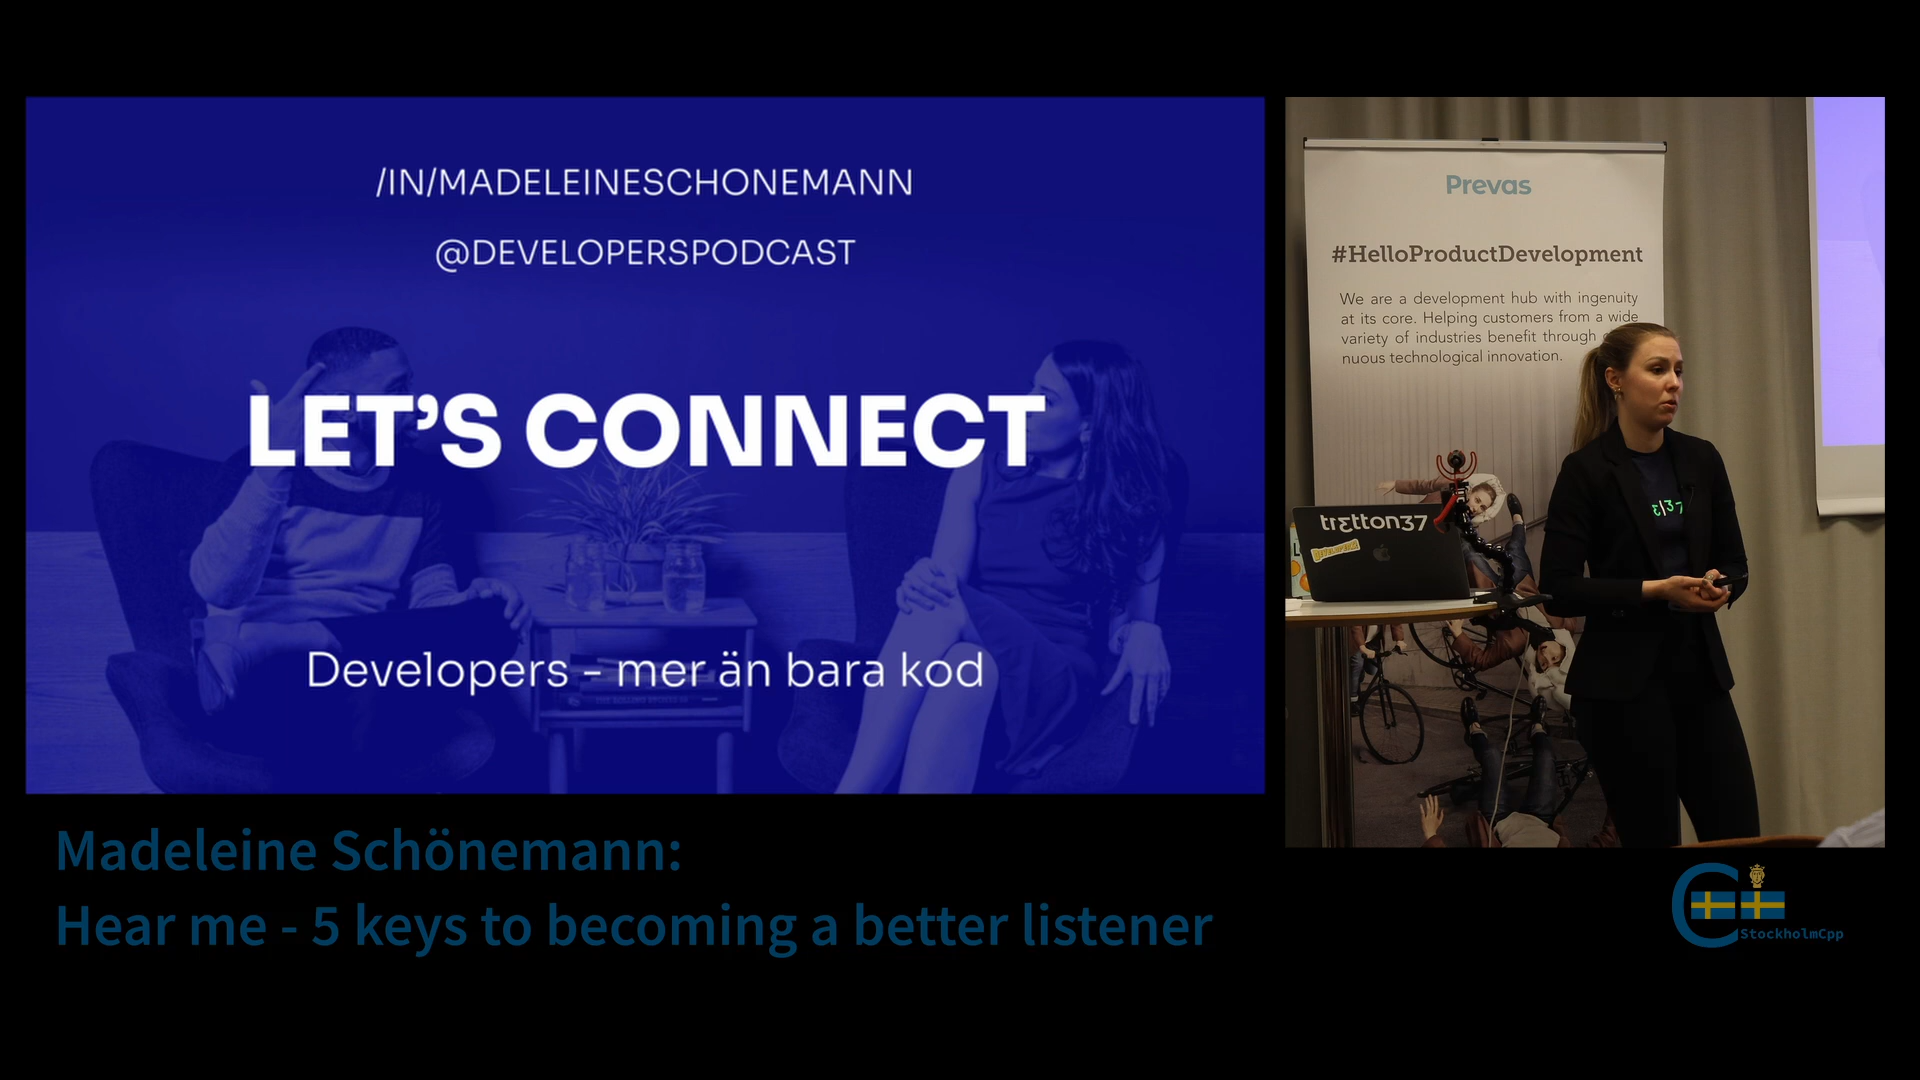 /IN/MADELEINESCHONEMANN
@DEVELOPERSPODCAST
LET'S CONNECT
Developers - mer än bara kod
Prevas
#HelloProductDevelopment
We are a development hub with ingenuity
at its core. Helping customers from a wide
variety of industries benefit through
nuous technological innovation.
trɛtton37
Madeleine Schönemann:
Hear me - 5 keys to becoming a better listener
StockholmCpp